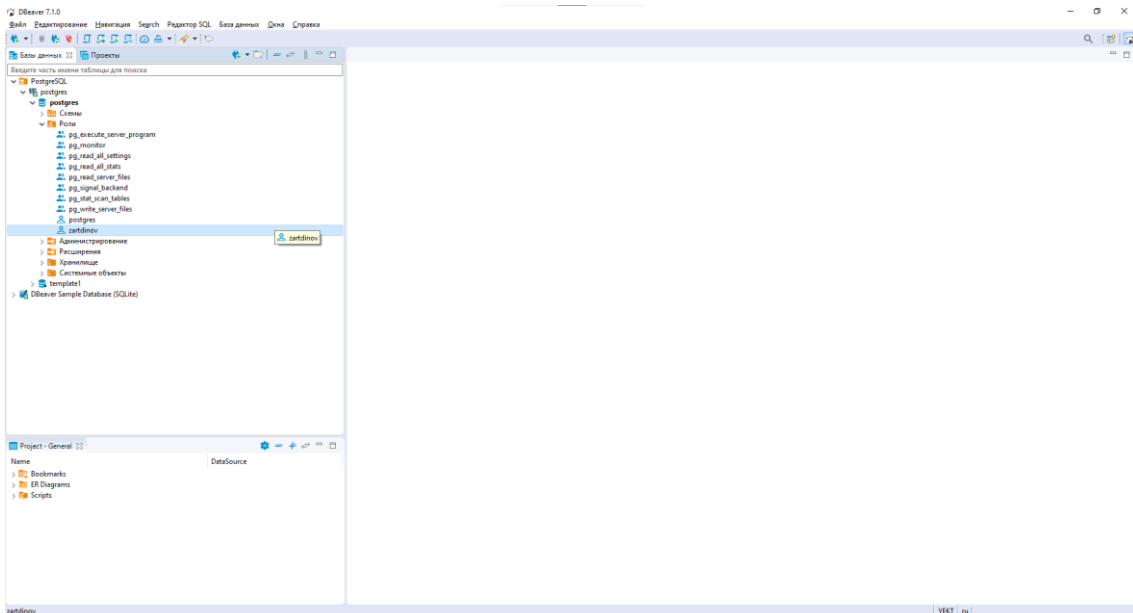 DBeaver 7.1.0
Файл Редактирование Навигация Search Редактор SQL База данных Окна Справка
Базы данных Проекты
Введите часть имени таблицы для поиска
PostgreSQL
postgres
postgres
Схемы
Роли
pg_execute_server_program
pg_monitor
pg_read_all_settings
pg_read_all_stats
pg_read_server_files
pg_signal_backend
pg_stat_scan_tables
pg_write_server_files
postgres
zartdinov
zartdinov
Администрирование
Расширения
Хранилище
Системные объекты
template1
DBeaver Sample Database (SQLite)
Project - General
Name DataSource
Bookmarks
ER Diagrams
Scripts
zartdinov YEKT ru